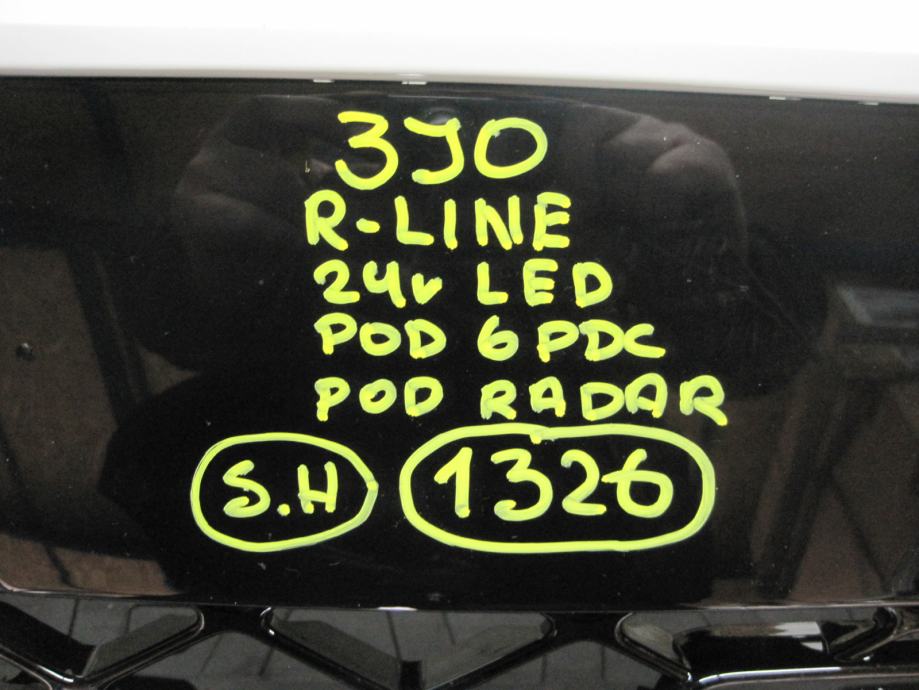 3J0
R-LINE
24v LED
POD 6 PDC
POD RADAR
S.H 1326